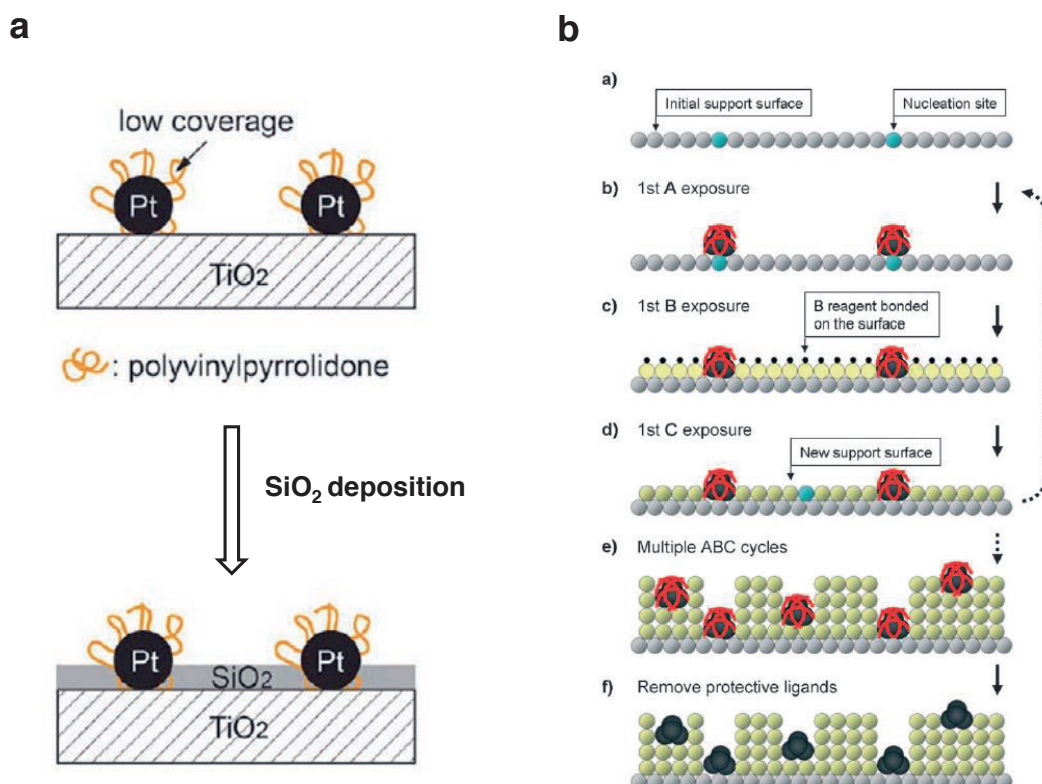 a
low coverage
Pt
Pt
TiO₂
: polyvinylpyrrolidone
SiO₂ deposition
Pt
Pt
SiO₂
TiO₂
b
a)
Initial support surface
Nucleation site
b) 1st A exposure
c) 1st B exposure
B reagent bonded
on the surface
d) 1st C exposure
New support surface
e) Multiple ABC cycles
f) Remove protective ligands